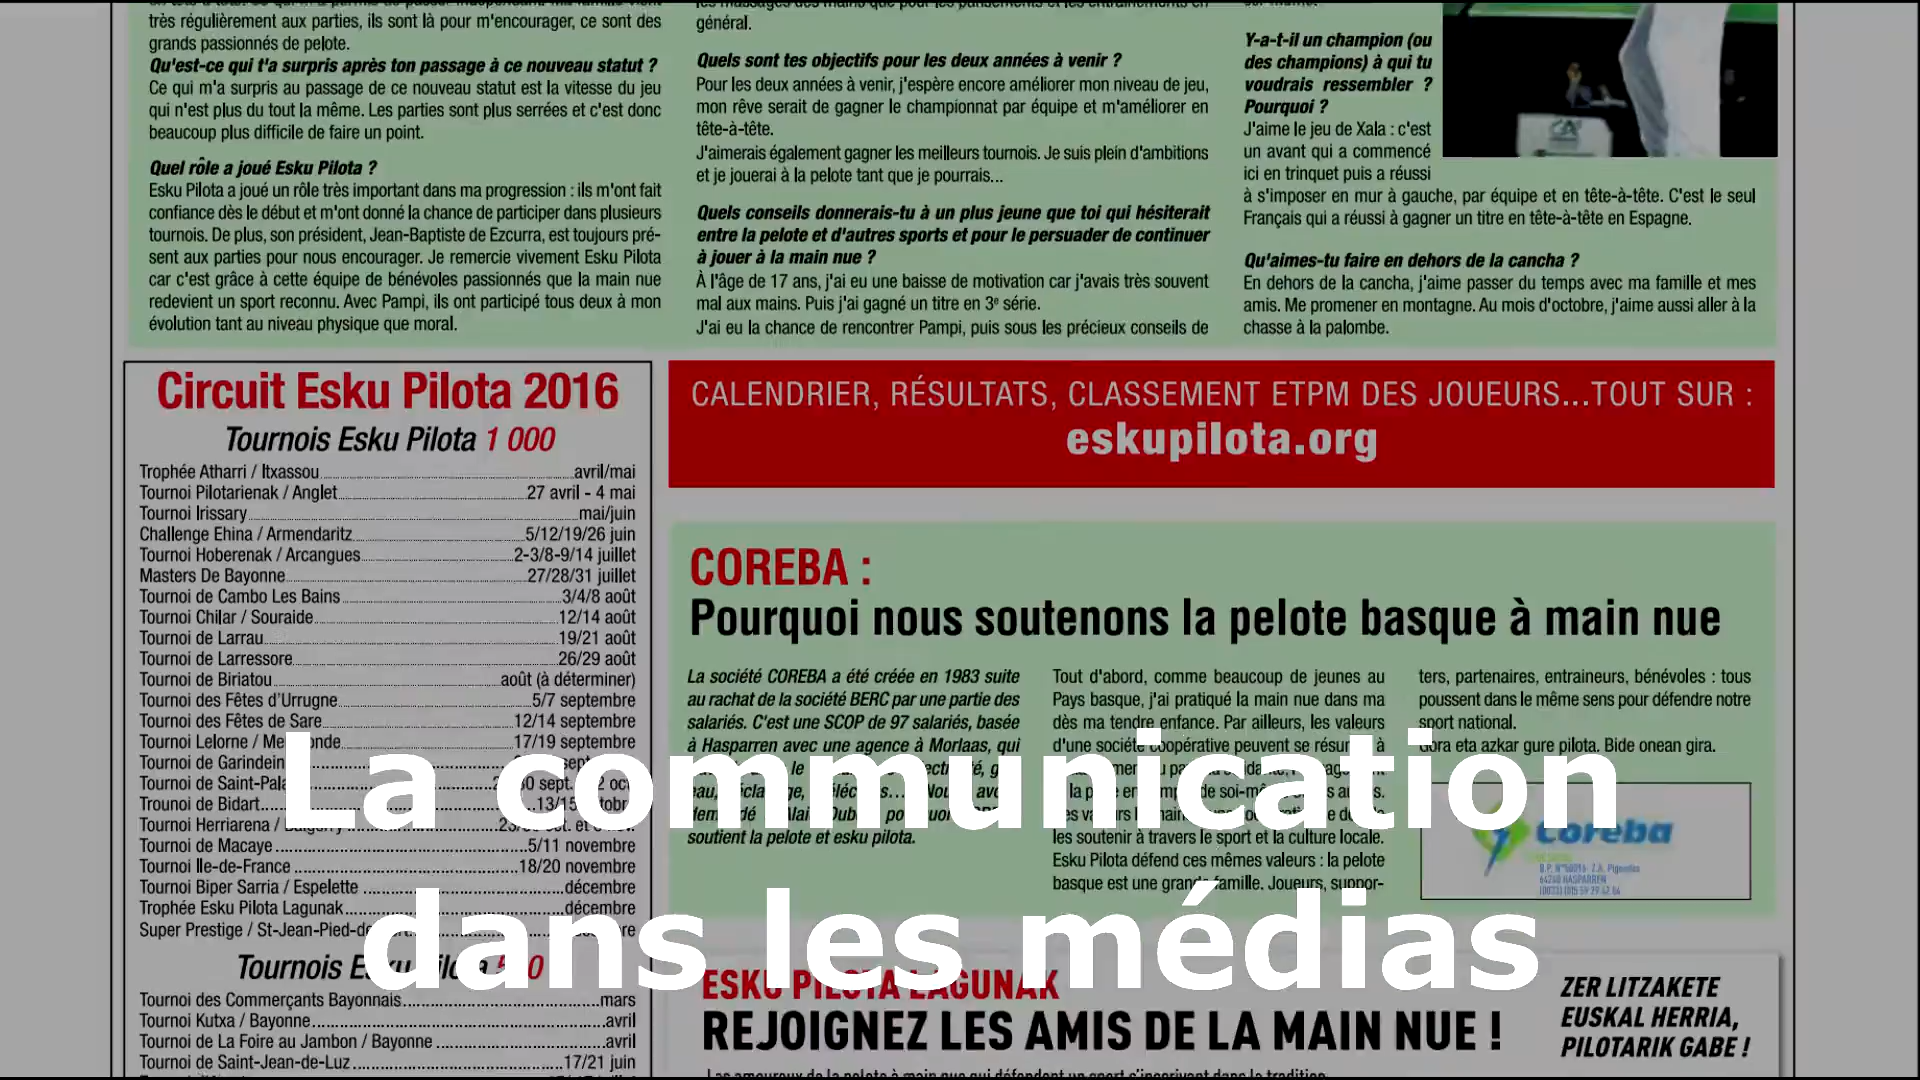 très régulièrement aux parties, ils sont là pour m'encourager, ce sont des
grands passionnés de pelote.
Qu'est-ce qui t'a surpris après ton passage à ce nouveau statut ?
Ce qui m'a surpris au passage de ce nouveau statut est la vitesse du jeu
qui n'est plus du tout la même. Les parties sont plus serrées et c'est donc
beaucoup plus difficile de faire un point.
Quel rôle a joué Esku Pilota ?
Esku Pilota a joué un rôle très important dans ma progression : ils m'ont fait
confiance dès le début et m'ont donné la chance de participer dans plusieurs
tournois. De plus, son président, Jean-Baptiste de Ezcurra, est toujours pré-
sent aux parties pour nous encourager. Je remercie vivement Esku Pilota
car c'est grâce à cette équipe de bénévoles passionnés que la main nue
redevient un sport reconnu. Avec Pampi, ils ont participé tous deux à mon
évolution tant au niveau physique que moral.
les massages des mains que pour les pansements et les entraînements en
général.
Quels sont tes objectifs pour les deux années à venir ?
Pour les deux années à venir, j'espère encore améliorer mon niveau de jeu,
mon rêve serait de gagner le championnat par équipe et m'améliorer en
tête-à-tête.
J'aimerais également gagner les meilleurs tournois. Je suis plein d'ambitions
et je jouerai à la pelote tant que je pourrais...
Quels conseils donnerais-tu à un plus jeune que toi qui hésiterait
entre la pelote et d'autres sports et pour le persuader de continuer
à jouer à la main nue ?
À l'âge de 17 ans, j'ai eu une baisse de motivation car j'avais très souvent
mal aux mains. Puis j'ai gagné un titre en 3e série.
J'ai eu la chance de rencontrer Pampi, puis sous les précieux conseils de
Y-a-t-il un champion (ou
des champions) à qui tu
voudrais ressembler ?
Pourquoi ?
J'aime le jeu de Xala : c'est
un avant qui a commencé
ici en trinquet puis a réussi
à s'imposer en mur à gauche, par équipe et en tête-à-tête. C'est le seul
Français qui a réussi à gagner un titre en tête-à-tête en Espagne.
Qu'aimes-tu faire en dehors de la cancha ?
En dehors de la cancha, j'aime passer du temps avec ma famille et mes
amis. Me promener en montagne. Au mois d'octobre, j'aime aussi aller à la
chasse à la palombe.
CA
Circuit Esku Pilota 2016
Tournois Esku Pilota 1 000
Trophée Atharri / Itxassou avril/mai
Tournoi Pilotarienak / Anglet 27 avril - 4 mai
Tournoi Irissary mai/juin
Challenge Ehina / Armendaritz 5/12/19/26 juin
Tournoi Hoberenak / Arcangues 2-3/8-9/14 juillet
Masters De Bayonne 27/28/31 juillet
Tournoi de Cambo Les Bains 3/4/8 août
Tournoi Chilar / Souraide 12/14 août
Tournoi de Larrau 19/21 août
Tournoi de Larressore 26/29 août
Tournoi de Biriatou août (à déterminer)
Tournoi des Fêtes d'Urrugne 5/7 septembre
Tournoi des Fêtes de Sare 12/14 septembre
Tournoi Lelorne / 17/19 septembre
Tournoi de Garindein
Tournoi de
Trounoi de Bidart
Tournoi Herriarena /
Tournoi de Macaye 5/11 novembre
Tournoi Ile-de-France 18/20 novembre
Tournoi Biper Sarria / Espelette décembre
Trophée Esku Pilota Lagunak décembre
Super Prestige /
Tournois
Tournoi des Commerçants Bayonnais mars
Tournoi Kutxa / Bayonne avril
Tournoi de La Foire au Jambon / Bayonne avril
Tournoi de Saint-Jean-de-Luz 17/21 juin
CALENDRIER, RÉSULTATS, CLASSEMENT ETPM DES JOUEURS...TOUT SUR :
eskupilota.org
COREBA :
Pourquoi nous soutenons la pelote basque à main nue
La société COREBA a été créée en 1983 suite
au rachat de la société BERC par une partie des
salariés. C'est une SCOP de 97 salariés, basée
à Hasparren avec une agence à Morlaas, qui
soutient la pelote et esku pilota.
Tout d'abord, comme beaucoup de jeunes au
Pays basque, j'ai pratiqué la main nue dans ma
dès ma tendre enfance. Par ailleurs, les valeurs
d'une société coopérative peuvent se à
les soutenir à travers le sport et la culture locale.
Esku Pilota défend ces mêmes valeurs : la pelote
basque est une grande famille. Joueurs, suppor-
ters, partenaires, entraineurs, bénévoles : tous
poussent dans le même sens pour défendre notre
sport national.
Gora eta azkar gure pilota. Bide onean gira.
Coreba
64240 HASPARREN
La communication
dans les médias
ESKU PILOTA LAGUNAK
REJOIGNEZ LES AMIS DE LA MAIN NUE !
ZER LITZAKETE
EUSKAL HERRIA,
PILOTARIK GABE !